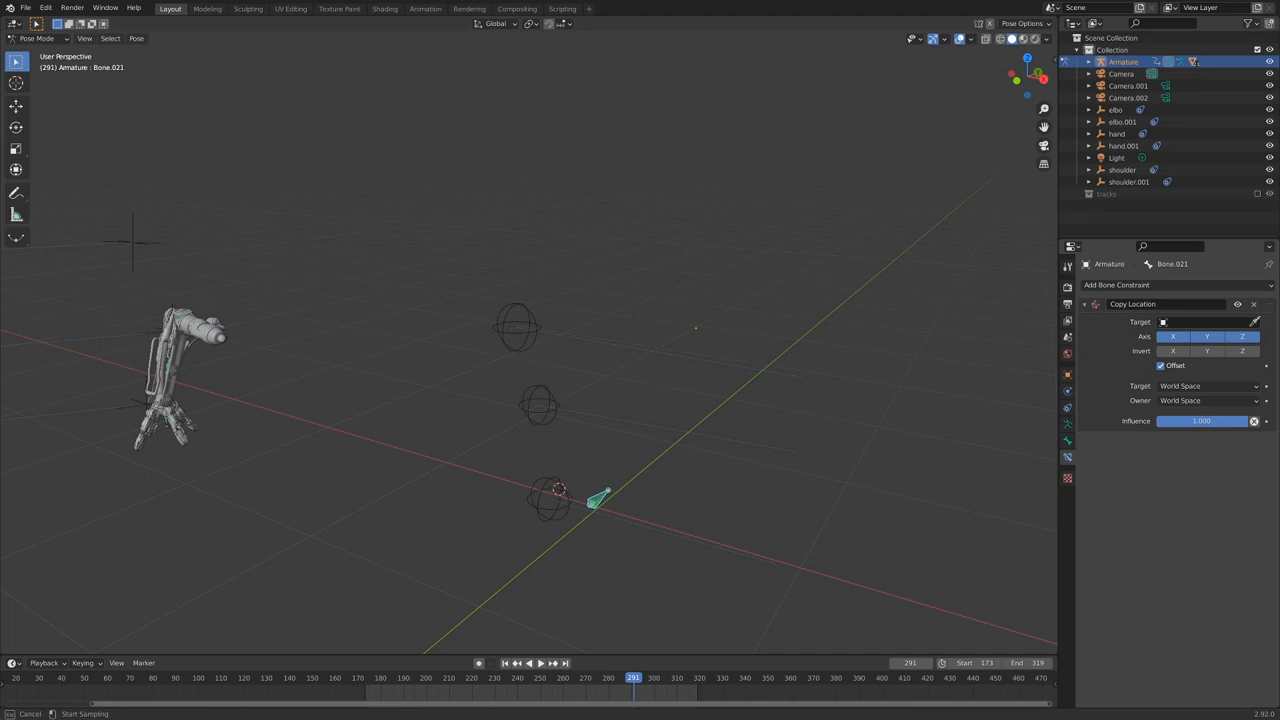 File Edit Render Window Help Layout Modeling Sculpting UV Editing Texture Paint Shading Animation Rendering Compositing Scripting Scene View Layer
Global Pose Options
Pose Mode View Select Pose
User Perspective
(291) Armature : Bone.021
Z
Scene Collection
Collection
Armature
Camera
Camera.001
Camera.002
elbo
elbo.001
hand
hand.001
Light
shoulder
shoulder.001
tracks
Armature Bone.021
Add Bone Constraint
Copy Location
Target
Axis X Y Z
Invert X Y Z
Offset
Target World Space
Owner World Space
Influence 1.000
Playback Keying View Marker 291 Start 173 End 319
20 30 40 50 60 70 80 90 100 110 120 130 140 150 160 170 180 190 200 210 220 230 240 250 260 270 280 291 300 310 320 330 340 350 360 370 380 390 400 410 420 430 440 450 460 470
Cancel Start Sampling 2.92.0